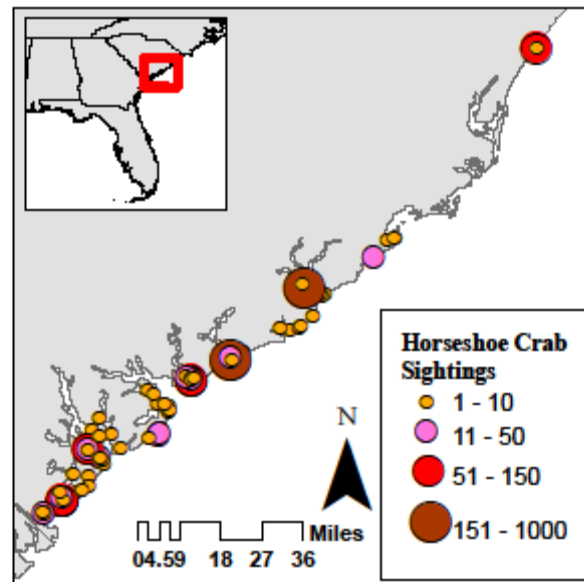 Horseshoe Crab
Sightings
1 - 10
11 - 50
51 - 150
151 - 1000
N
Miles
04.59 18 27 36